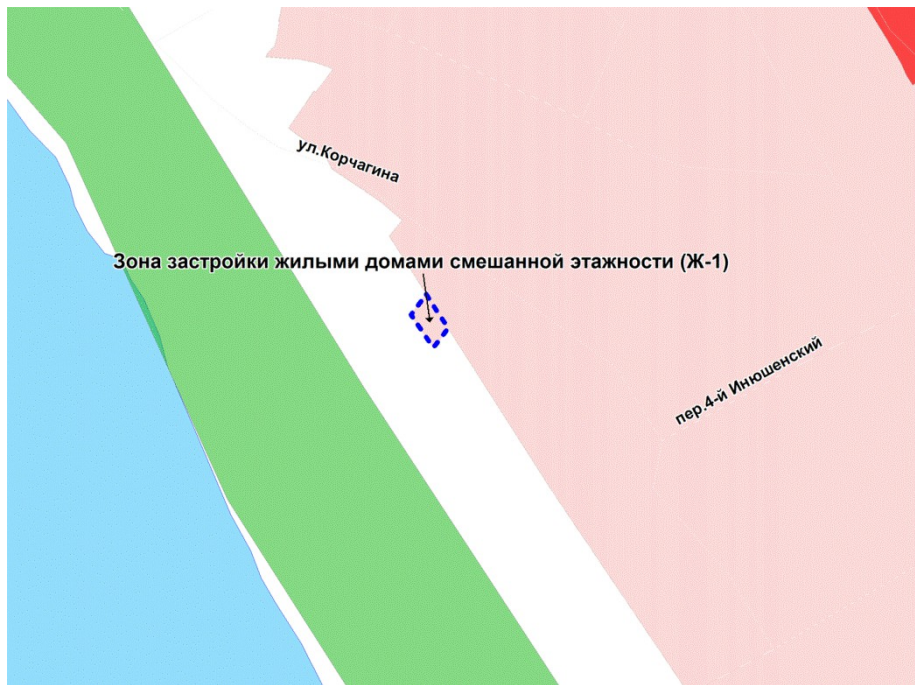 ул.Корчагина
Зона застройки жилыми домами смешанной этажности (Ж-1)
пер.4-й Инюшенский